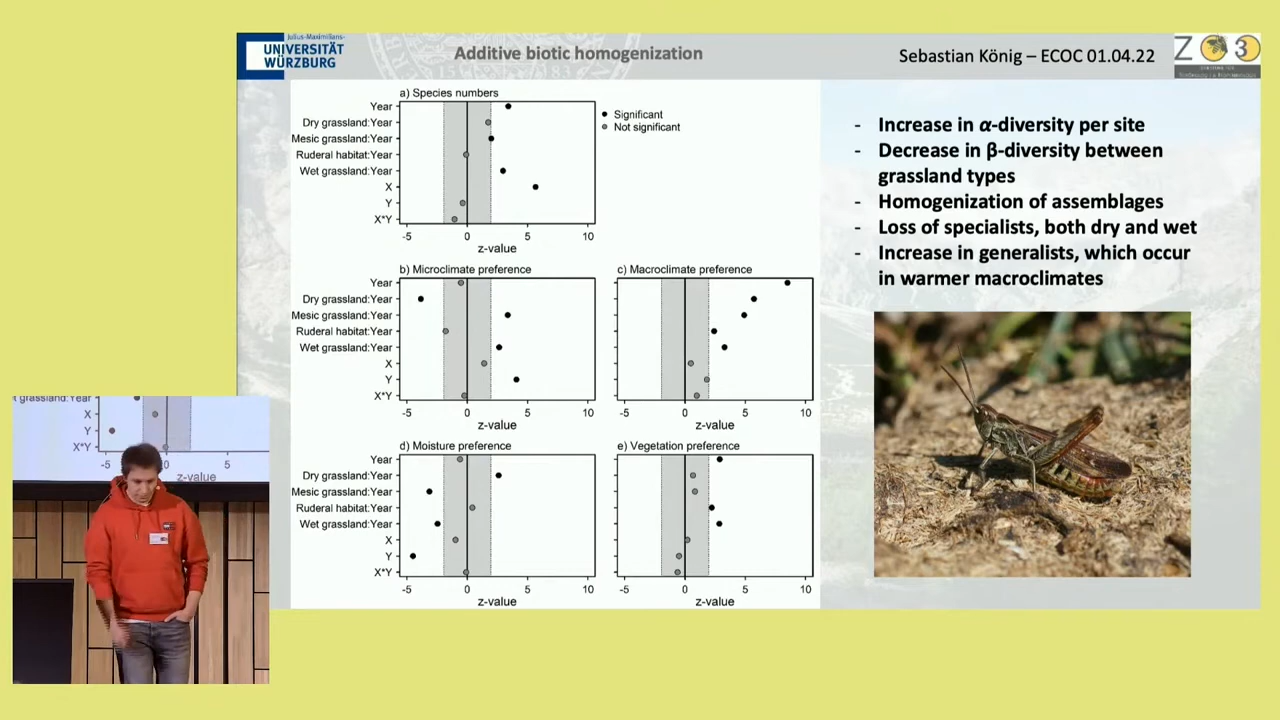 Julius-Maximilians-
UNIVERSITÄT
WÜRZBURG
Additive biotic homogenization
Sebastian König – ECOC 01.04.22
Z 3
a) Species numbers
Year
Dry grassland:Year
Mesic grassland:Year
Ruderal habitat:Year
Wet grassland:Year
X
Y
X*Y
-5 0 5 10
z-value
Significant
Not significant
b) Microclimate preference
Year
Dry grassland:Year
Mesic grassland:Year
Ruderal habitat:Year
Wet grassland:Year
X
Y
X*Y
-5 0 5 10
z-value
c) Macroclimate preference
-5 0 5 10
z-value
d) Moisture preference
Year
Dry grassland:Year
Mesic grassland:Year
Ruderal habitat:Year
Wet grassland:Year
X
Y
X*Y
-5 0 5 10
z-value
e) Vegetation preference
-5 0 5 10
z-value
- Increase in α-diversity per site
- Decrease in β-diversity between
grassland types
- Homogenization of assemblages
- Loss of specialists, both dry and wet
- Increase in generalists, which occur
in warmer macroclimates
t grassland:Year
X
Y
X*Y
-5 0 5
z-value